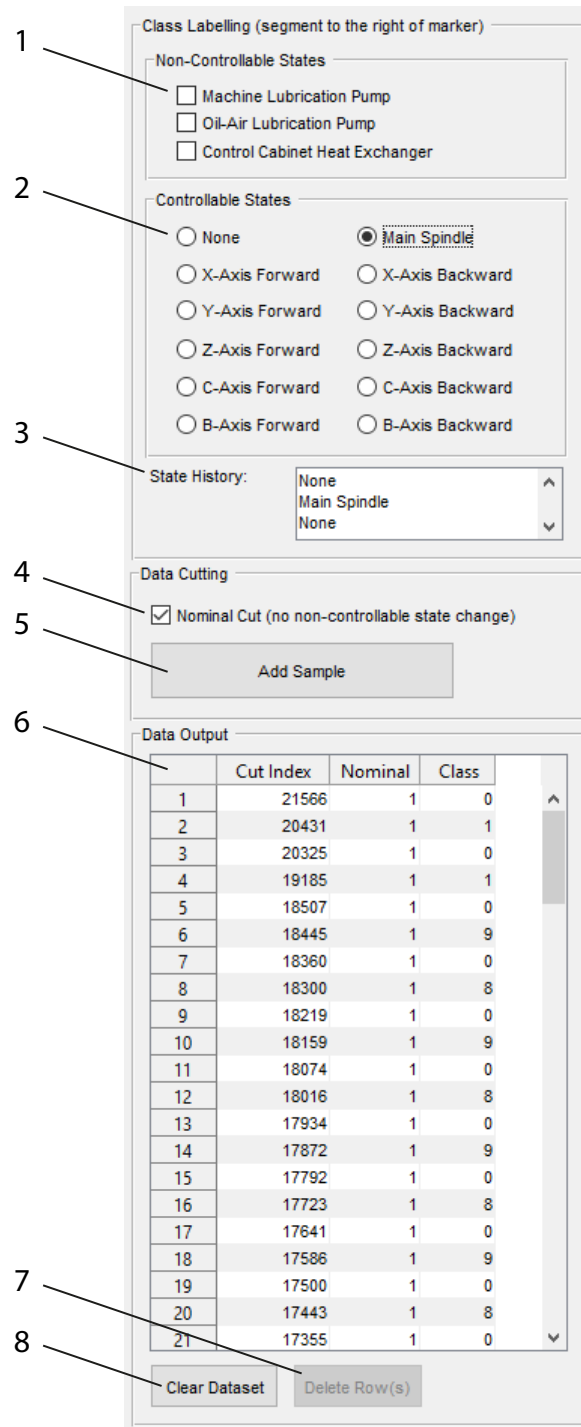 Class Labelling (segment to the right of marker)
1
Non-Controllable States
Machine Lubrication Pump
Oil-Air Lubrication Pump
Control Cabinet Heat Exchanger
2
Controllable States
None Main Spindle
X-Axis Forward X-Axis Backward
Y-Axis Forward Y-Axis Backward
Z-Axis Forward Z-Axis Backward
C-Axis Forward C-Axis Backward
B-Axis Forward B-Axis Backward
3
State History: None
Main Spindle
None
4
Data Cutting
Nominal Cut (no non-controllable state change)
5
Add Sample
6
Data Output
Cut Index Nominal Class
1 21566 1 0
2 20431 1 1
3 20325 1 0
4 19185 1 1
5 18507 1 0
6 18445 1 9
7 18360 1 0
8 18300 1 8
9 18219 1 0
10 18159 1 9
11 18074 1 0
12 18016 1 8
13 17934 1 0
14 17872 1 9
15 17792 1 0
16 17723 1 8
17 17641 1 0
18 17586 1 9
19 17500 1 0
20 17443 1 8
21 17355 1 0
7
8
Clear Dataset Delete Row(s)